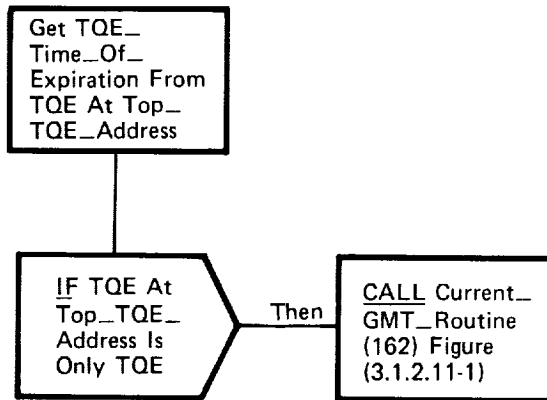 Get TQE_
Time_Of_
Expiration From
TQE At Top_
TQE_Address
IF TQE At
Top_TQE_
Address Is
Only TQE
Then
CALL Current_
GMT_Routine
(162) Figure
(3.1.2.11-1)